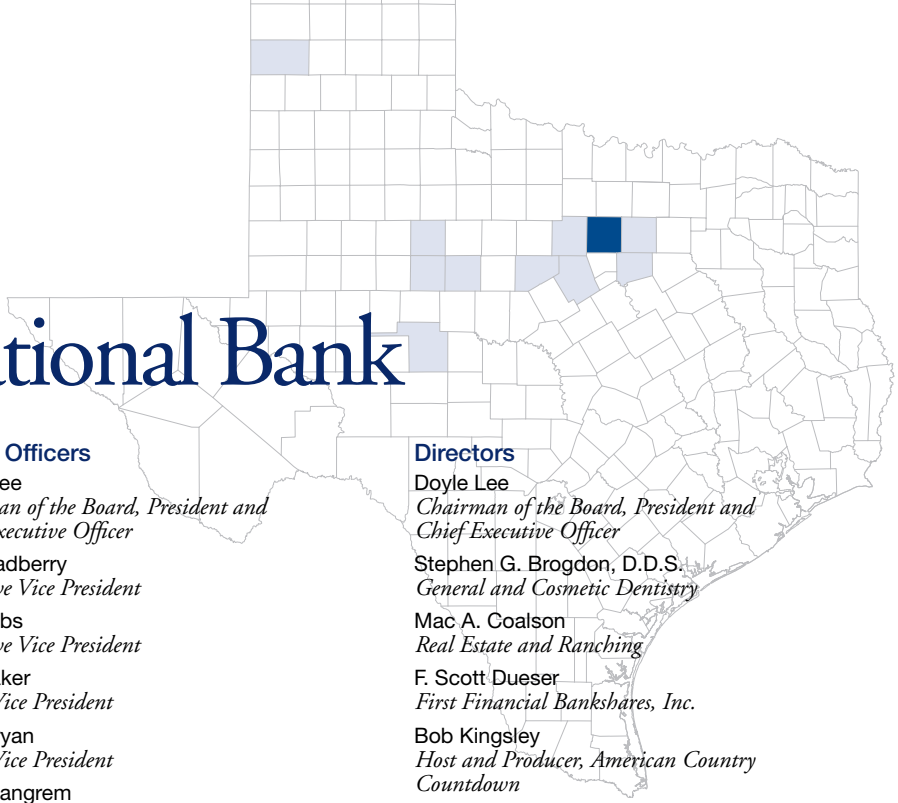 tional Bank
Officers
ee
an of the Board, President and
xecutive Officer
adberry
ve Vice President
bs
ve Vice President
ker
Vice President
yan
Vice President
angrem
Directors
Doyle Lee
Chairman of the Board, President and
Chief Executive Officer
Stephen G. Brogdon, D.D.S.
General and Cosmetic Dentistry
Mac A. Coalson
Real Estate and Ranching
F. Scott Dueser
First Financial Bankshares, Inc.
Bob Kingsley
Host and Producer, American Country
Countdown